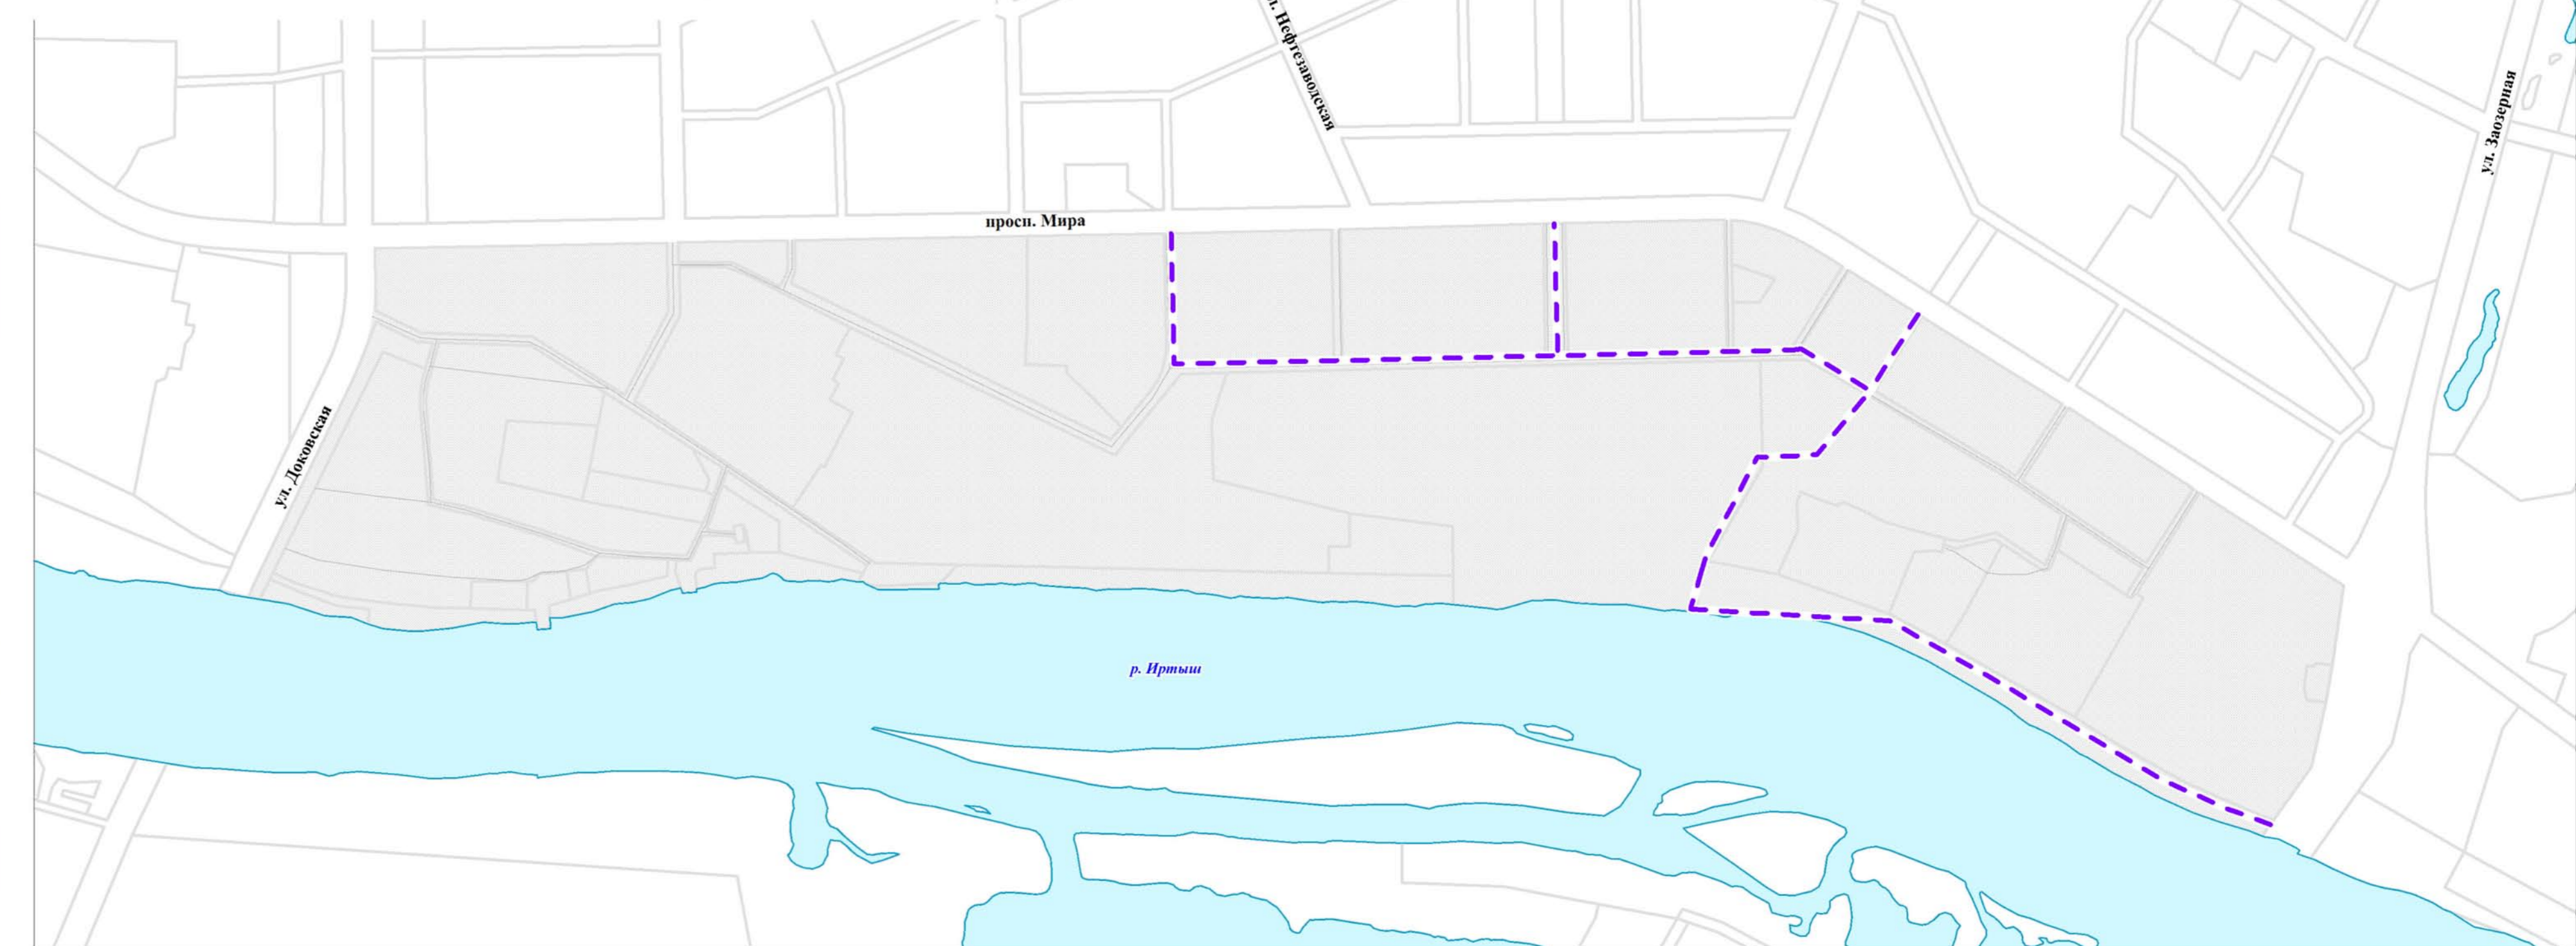 ул. Нефтезаводская
ул. Заозерная
просп. Мира
ул. Доковская
р. Иртыш